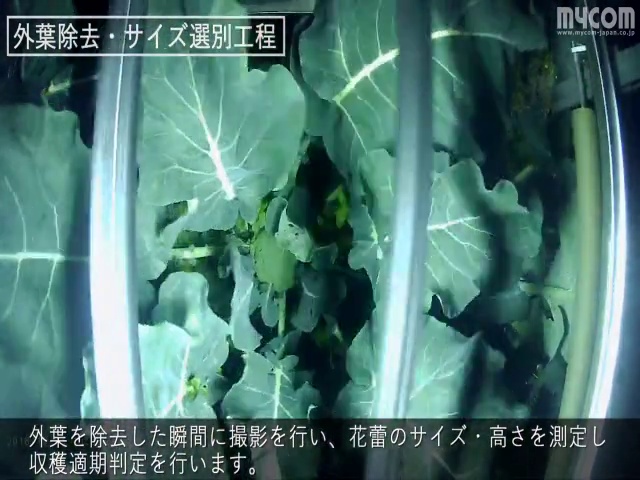 外葉除去・サイズ選別工程
mycom
www.mycom-japan.co.jp
外葉を除去した瞬間に撮影を行い、花蕾のサイズ・高さを測定し
収穫適期判定を行います。